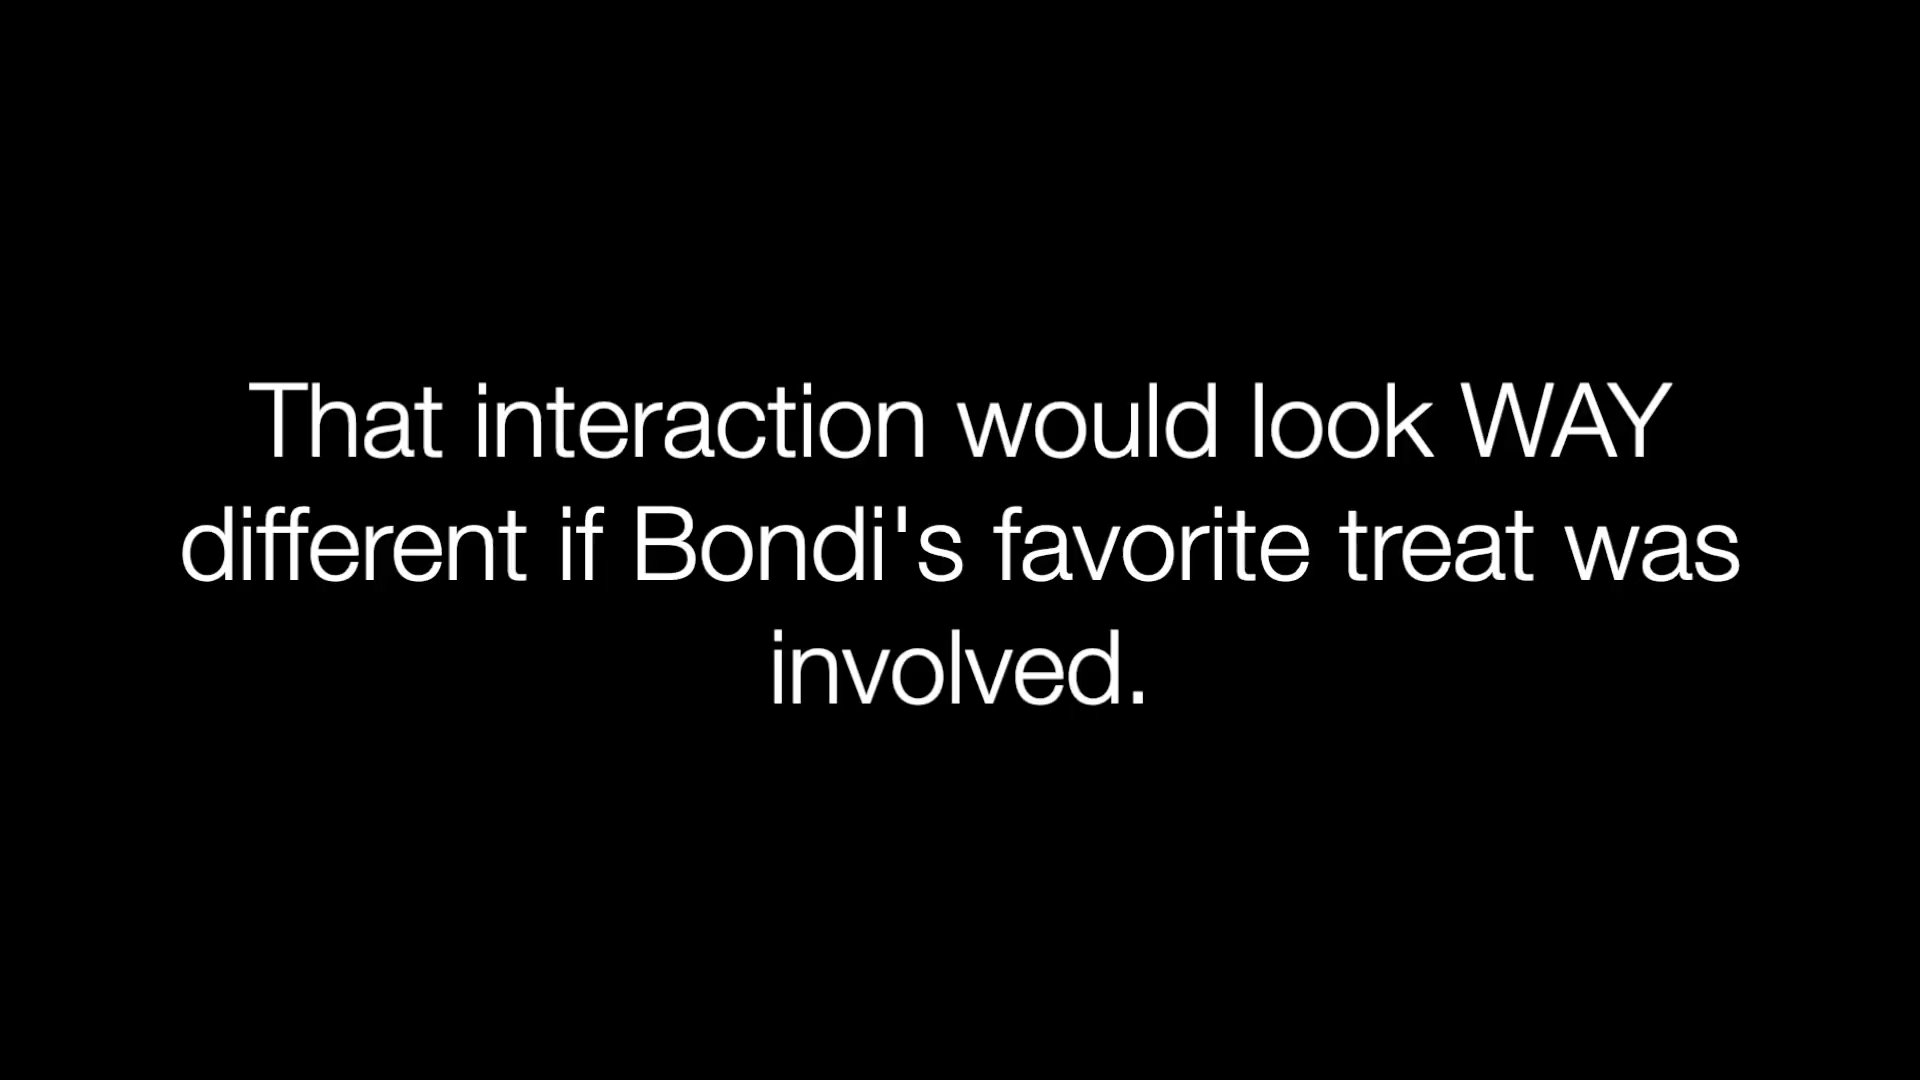 That interaction would look WAY
different if Bondi's favorite treat was
involved.